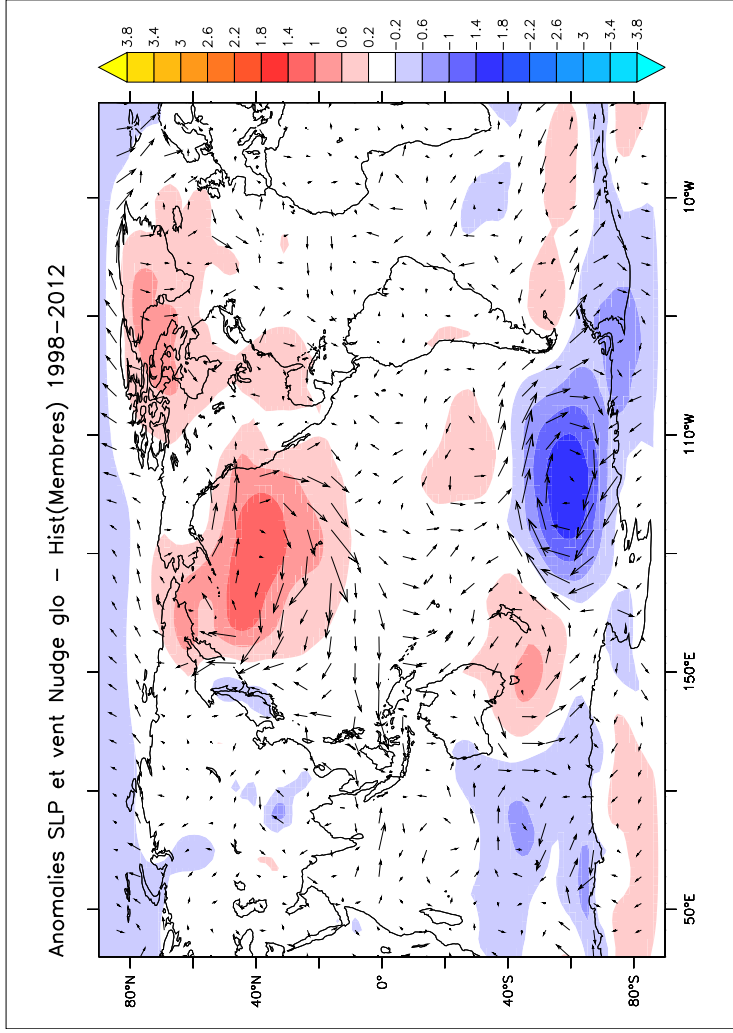 Anomalies SLP et vent Nudge glo − Hist(Membres) 1998−2012
80°N
40°N
0°
40°S
80°S
50°E
150°E
110°W
10°W
3.8
3.4
3
2.6
2.2
1.8
1.4
1
0.6
0.2
−0.2
−0.6
−1
−1.4
−1.8
−2.2
−2.6
−3
−3.4
−3.8